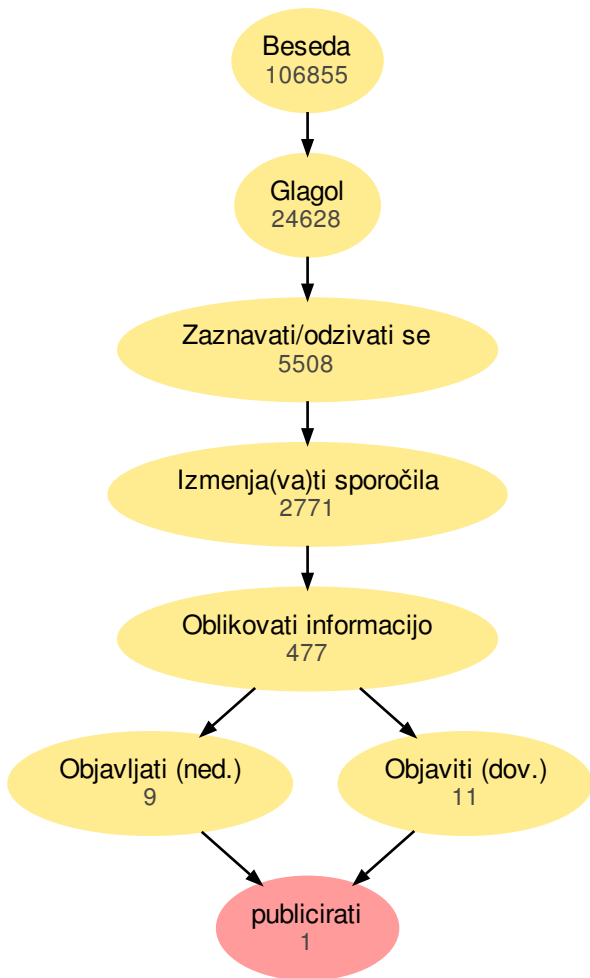 Beseda
106855
Glagol
24628
Zaznavati/odzivati se
5508
Izmenja(va)ti sporočila
2771
Oblikovati informacijo
477
Objavljati (ned.)
9
Objaviti (dov.)
11
publicirati
1